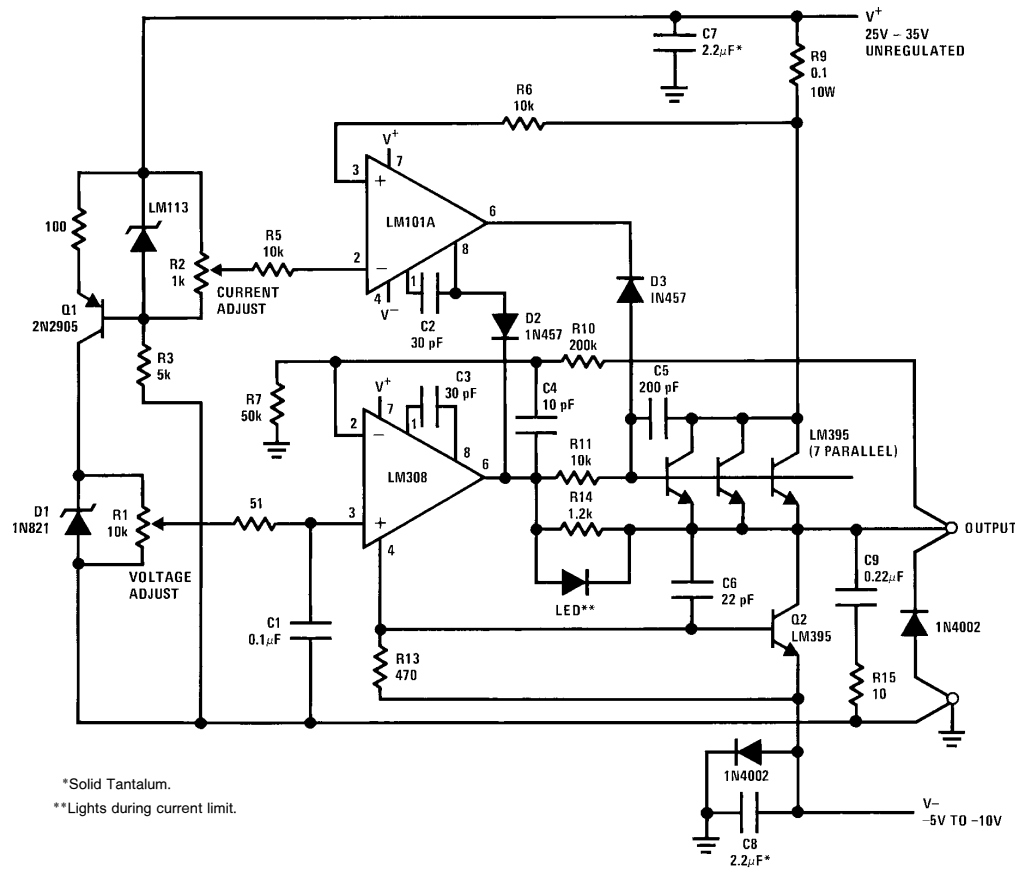 V+
25V – 35V
UNREGULATED
C7
2.2μF*
R9
0.1
10W
R6
10k
V+
7
3
+
LM101A
6
8
2
–
1
4
V–
C2
30 pF
100
LM113
R2
1k
R5
10k
CURRENT
ADJUST
Q1
2N2905
R3
5k
D2
1N457
D3
IN457
R10
200k
C5
200 pF
R7
50k
V+
7
C3
30 pF
C4
10 pF
2
–
1
8
LM308
6
3
+
4
R11
10k
R14
1.2k
LM395
(7 PARALLEL)
D1
1N821
R1
10k
51
VOLTAGE
ADJUST
C1
0.1μF
LED**
C6
22 pF
OUTPUT
C9
0.22μF
Q2
LM395
1N4002
R13
470
R15
10
1N4002
C8
2.2μF*
V–
–5V TO –10V
*Solid Tantalum.
**Lights during current limit.